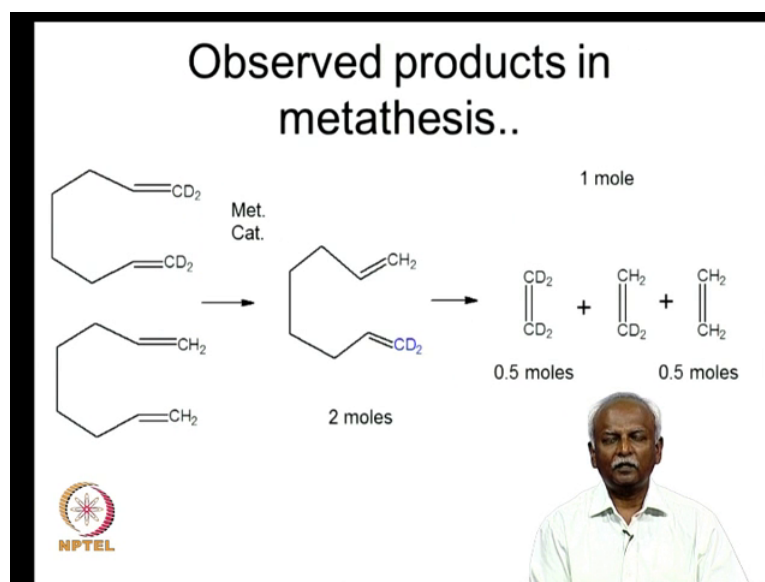 Observed products in
metathesis..
1 mole
CD2
Met.
Cat.
CD2
CH2
CD2
CH2
CH2
+
+
CD2
CD2
CD2
CH2
CH2
0.5 moles
0.5 moles
CH2
2 moles
NPTEL